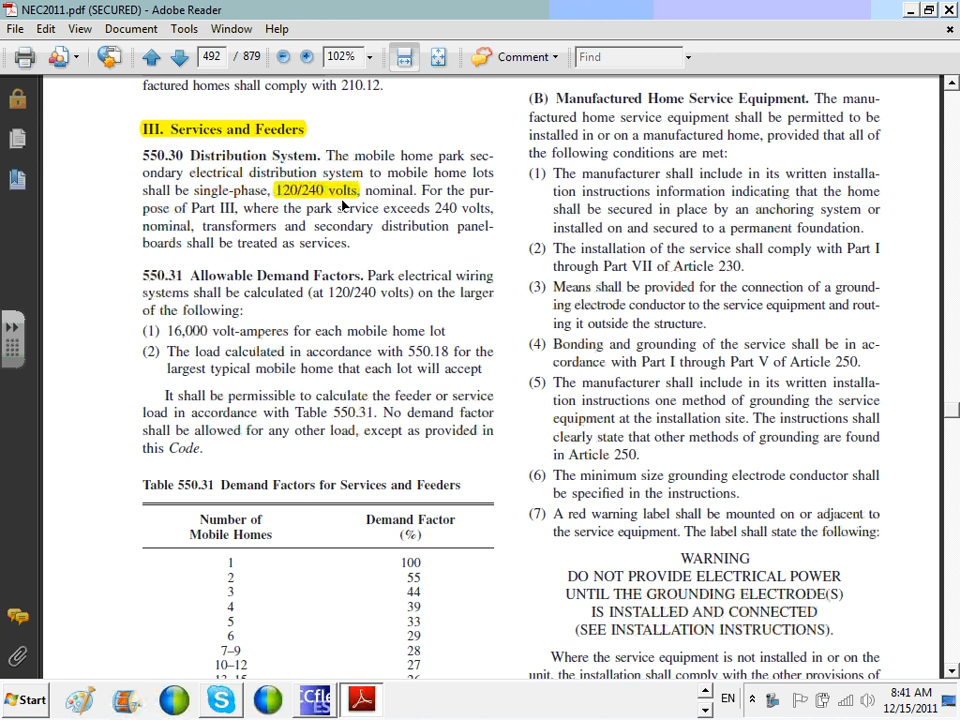 NEC2011.pdf (SECURED) - Adobe Reader
File Edit View Document Tools Window Help
492 / 879 102% Comment Find
factured homes shall comply with 210.12.
III. Services and Feeders
550.30 Distribution System. The mobile home park sec-
ondary electrical distribution system to mobile home lots
shall be single-phase, 120/240 volts, nominal. For the pur-
pose of Part III, where the park service exceeds 240 volts,
nominal, transformers and secondary distribution panel-
boards shall be treated as services.
550.31 Allowable Demand Factors. Park electrical wiring
systems shall be calculated (at 120/240 volts) on the larger
of the following:
(1) 16,000 volt-amperes for each mobile home lot
(2) The load calculated in accordance with 550.18 for the
largest typical mobile home that each lot will accept
It shall be permissible to calculate the feeder or service
load in accordance with Table 550.31. No demand factor
shall be allowed for any other load, except as provided in
this Code.
Table 550.31 Demand Factors for Services and Feeders
Number of Demand Factor
Mobile Homes (%)
1 100
2 55
3 44
4 39
5 33
6 29
7–9 28
10–12 27
(B) Manufactured Home Service Equipment. The manu-
factured home service equipment shall be permitted to be
installed in or on a manufactured home, provided that all of
the following conditions are met:
(1) The manufacturer shall include in its written installa-
tion instructions information indicating that the home
shall be secured in place by an anchoring system or
installed on and secured to a permanent foundation.
(2) The installation of the service shall comply with Part I
through Part VII of Article 230.
(3) Means shall be provided for the connection of a ground-
ing electrode conductor to the service equipment and rout-
ing it outside the structure.
(4) Bonding and grounding of the service shall be in ac-
cordance with Part I through Part V of Article 250.
(5) The manufacturer shall include in its written installa-
tion instructions one method of grounding the service
equipment at the installation site. The instructions shall
clearly state that other methods of grounding are found
in Article 250.
(6) The minimum size grounding electrode conductor shall
be specified in the instructions.
(7) A red warning label shall be mounted on or adjacent to
the service equipment. The label shall state the following:
WARNING
DO NOT PROVIDE ELECTRICAL POWER
UNTIL THE GROUNDING ELECTRODE(S)
IS INSTALLED AND CONNECTED
(SEE INSTALLATION INSTRUCTIONS).
Where the service equipment is not installed in or on the
unit, the installation shall comply with the other provisions of
Start EN 8:41 AM
12/15/2011